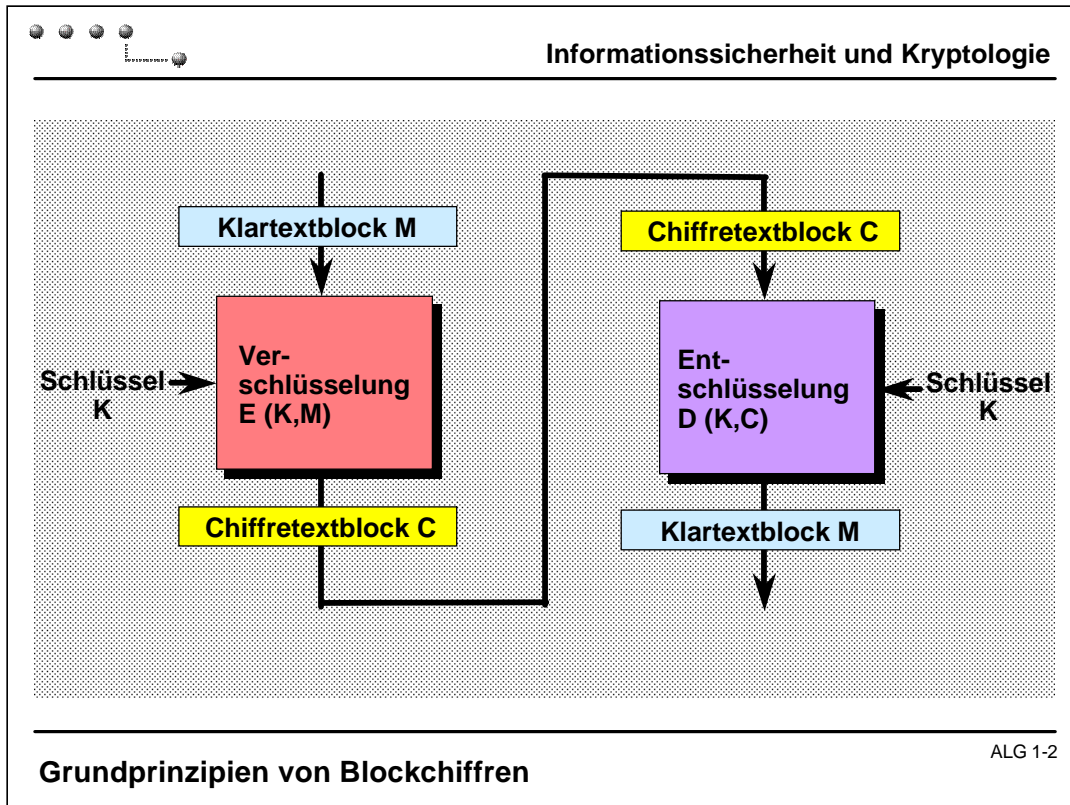 Informationssicherheit und Kryptologie
Klartextblock M
Schlüssel
K
Ver-
schlüsselung
E (K,M)
Chiffretextblock C
Chiffretextblock C
Ent-
schlüsselung
D (K,C)
Schlüssel
K
Klartextblock M
Grundprinzipien von Blockchiffren
ALG 1-2